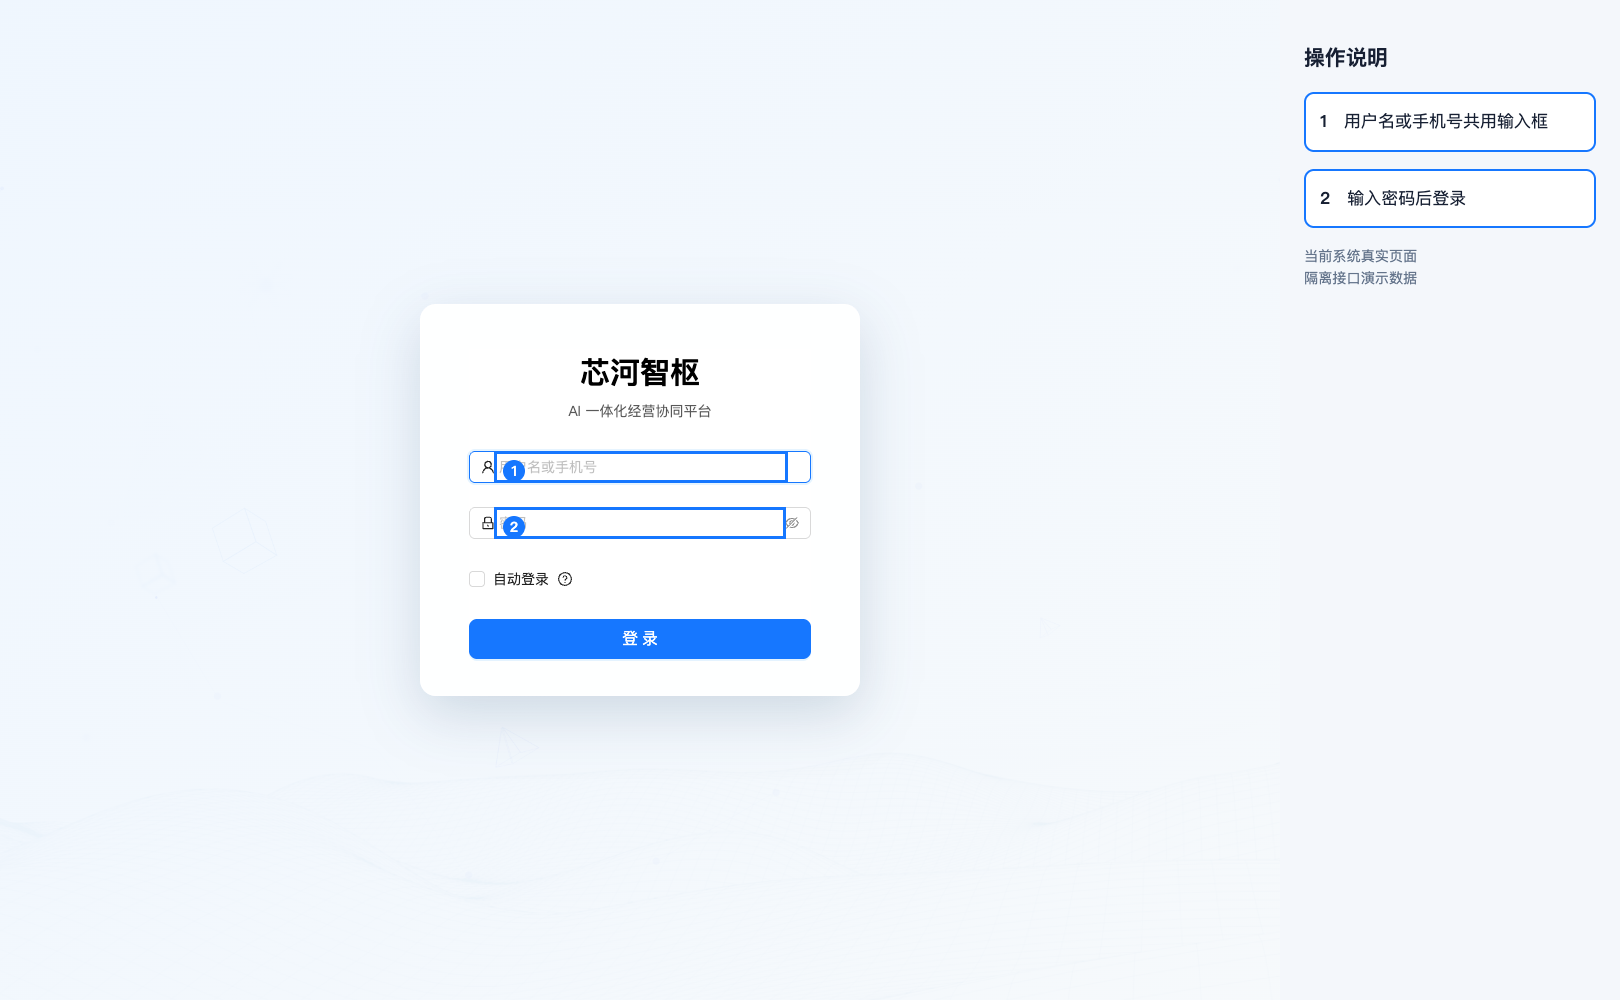 操作说明
1 用户名或手机号共用输入框
2 输入密码后登录
当前系统真实页面
隔离接口演示数据
芯河智枢
AI 一体化经营协同平台
1 名或手机号
2
自动登录
登 录